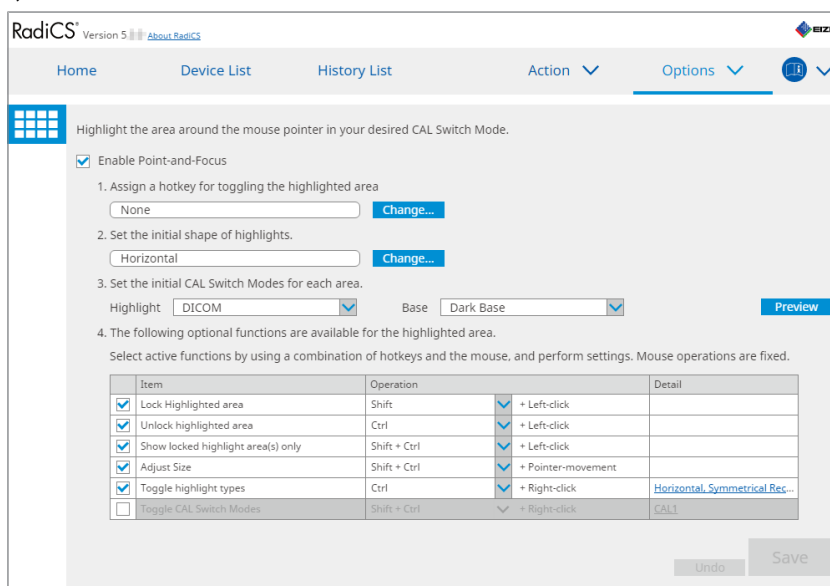 RadiCS® Version 5. About RadiCS
Home Device List History List Action Options
Highlight the area around the mouse pointer in your desired CAL Switch Mode.
Enable Point-and-Focus
1. Assign a hotkey for toggling the highlighted area
None Change...
2. Set the initial shape of highlights.
Horizontal Change...
3. Set the initial CAL Switch Modes for each area.
Highlight DICOM Base Dark Base Preview
4. The following optional functions are available for the highlighted area.
Select active functions by using a combination of hotkeys and the mouse, and perform settings. Mouse operations are fixed.
Item Operation Detail
Lock Highlighted area Shift + Left-click
Unlock highlighted area Ctrl + Left-click
Show locked highlight area(s) only Shift + Ctrl + Left-click
Adjust Size Shift + Ctrl + Pointer-movement
Toggle highlight types Ctrl + Right-click Horizontal, Symmetrical Rec...
Toggle CAL Switch Modes Shift + Ctrl + Right-click CAL1
Undo Save